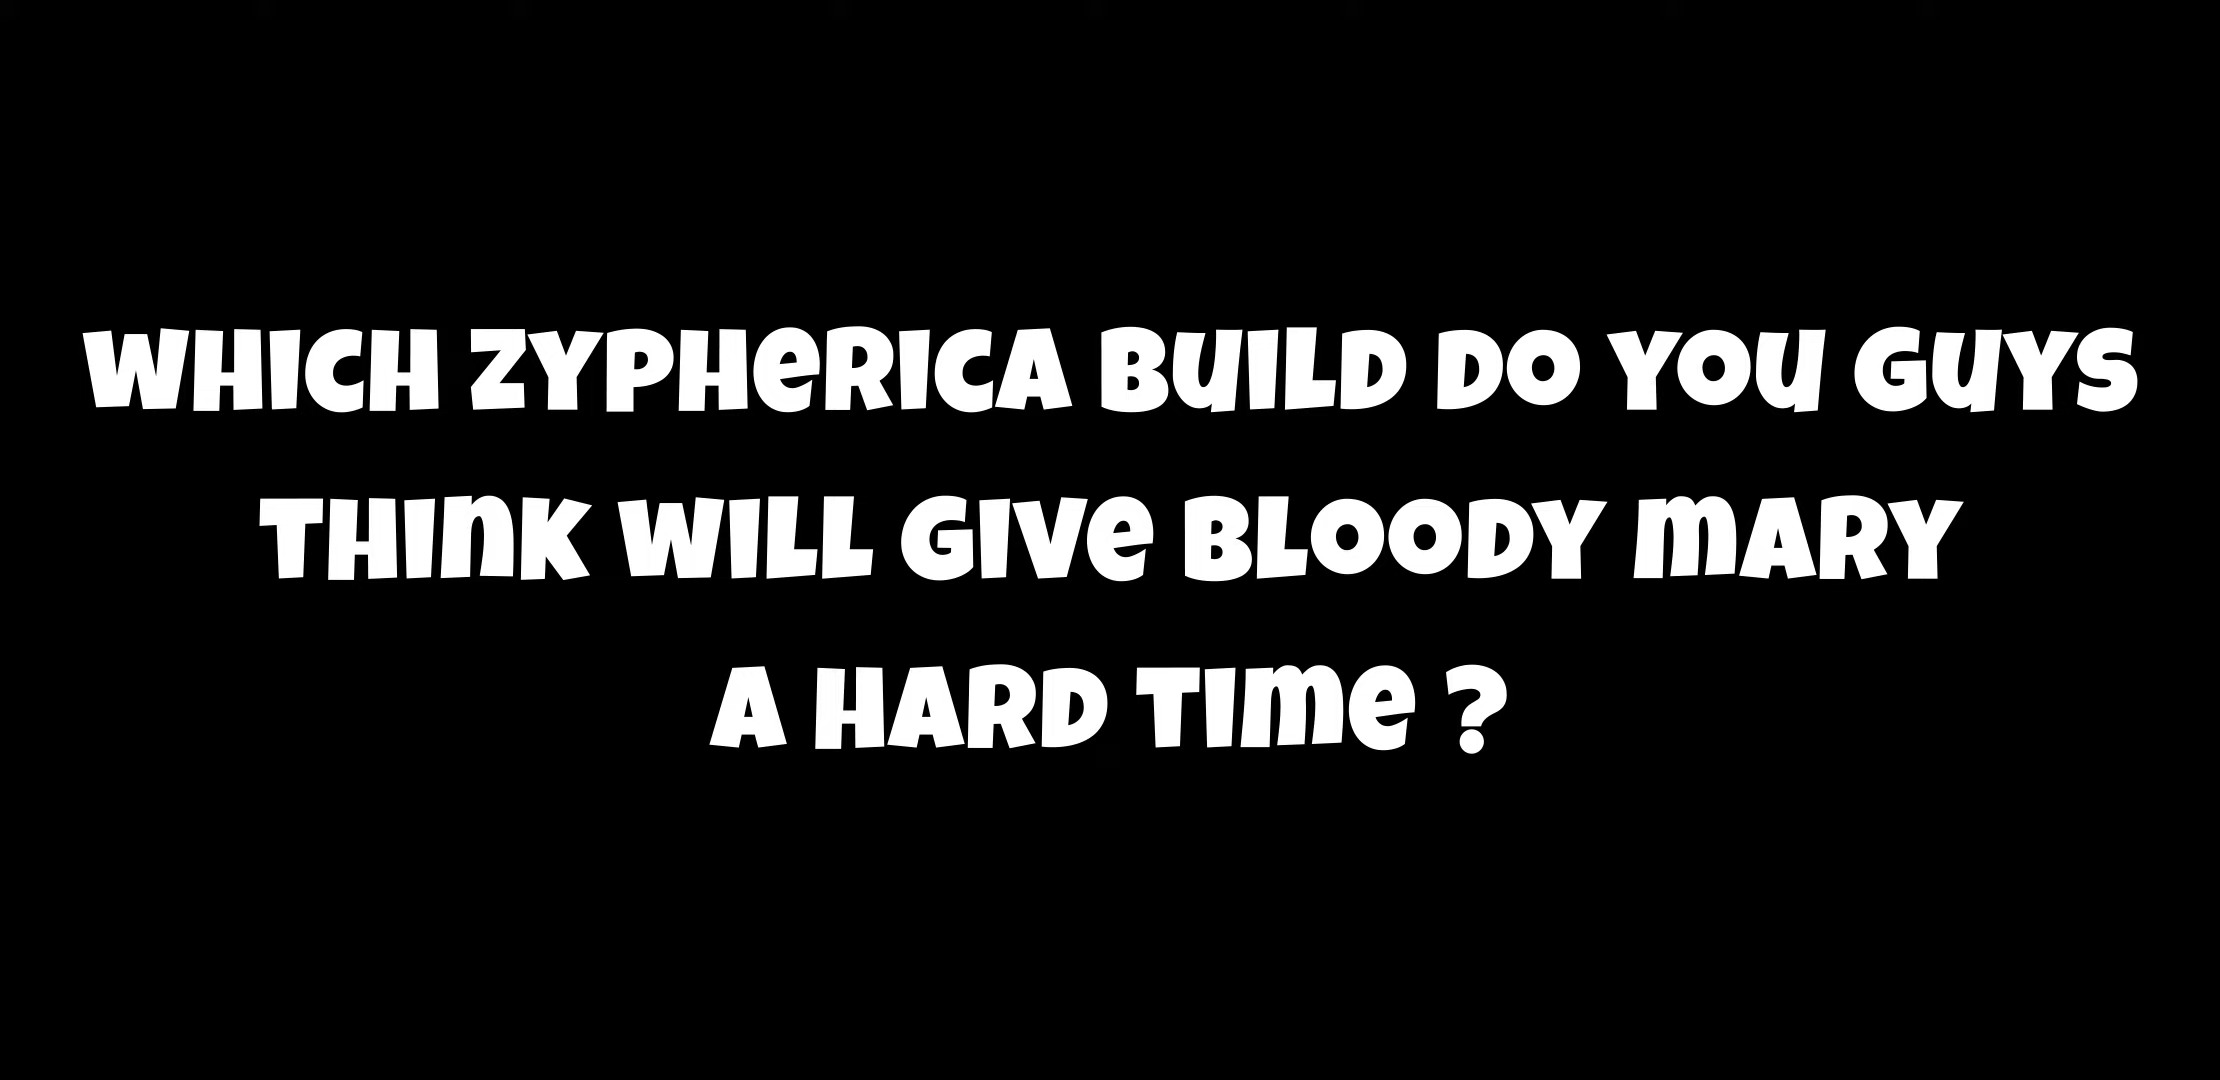 WHICH ZYPHERICA BUILD DO YOU GUYS
THINK WILL GIVE BLOODY MARY
A HARD TIME ?